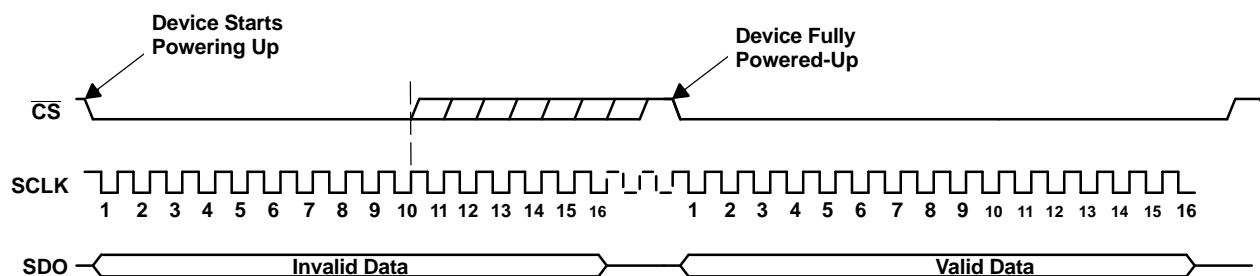 Device Starts
Powering Up
Device Fully
Powered-Up
CS
SCLK
1 2 3 4 5 6 7 8 9 10 11 12 13 14 15 16 1 2 3 4 5 6 7 8 9 10 11 12 13 14 15 16
SDO Invalid Data Valid Data